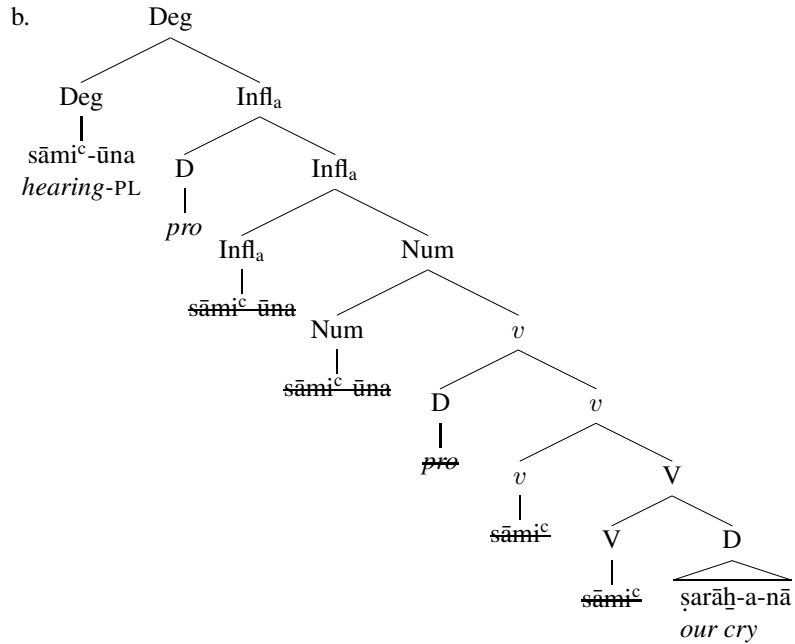 b.
Deg
Deg Inflₐ
sāmiᶜ-ūna D Inflₐ
hearing-PL
pro Inflₐ Num
sāmiᶜ-ūna Num v
sāmiᶜ-ūna D v
pro v V
sāmiᶜ V D
sāmiᶜ ṣarāẖ-a-nā
our cry